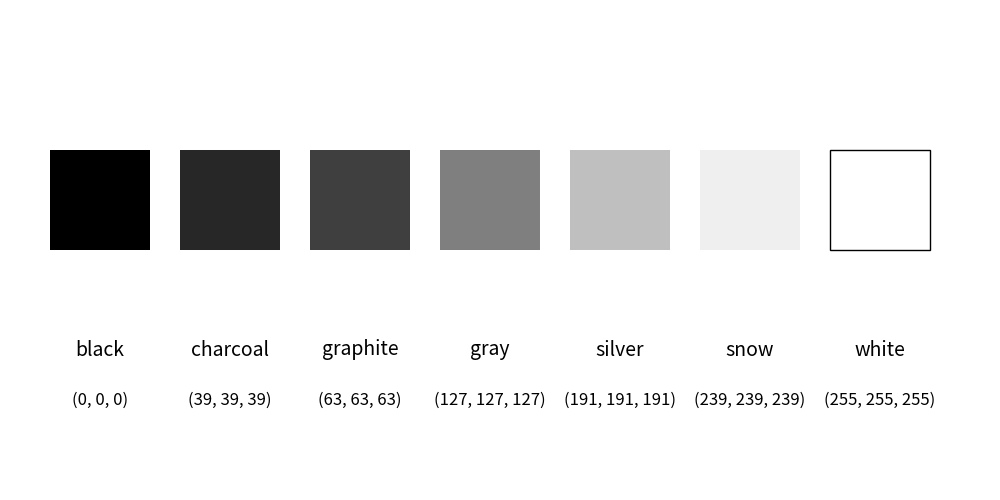 black charcoal graphite gray silver snow white
(0, 0, 0) (39, 39, 39) (63, 63, 63) (127, 127, 127) (191, 191, 191) (239, 239, 239) (255, 255, 255)